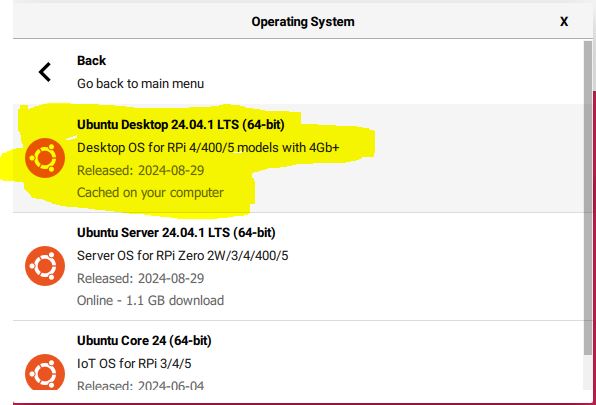 Operating System
X
Back
Go back to main menu
Ubuntu Desktop 24.04.1 LTS (64-bit)
Desktop OS for RPi 4/400/5 models with 4Gb+
Released: 2024-08-29
Cached on your computer
Ubuntu Server 24.04.1 LTS (64-bit)
Server OS for RPi Zero 2W/3/4/400/5
Released: 2024-08-29
Online - 1.1 GB download
Ubuntu Core 24 (64-bit)
IoT OS for RPi 3/4/5
Released: 2024-06-04